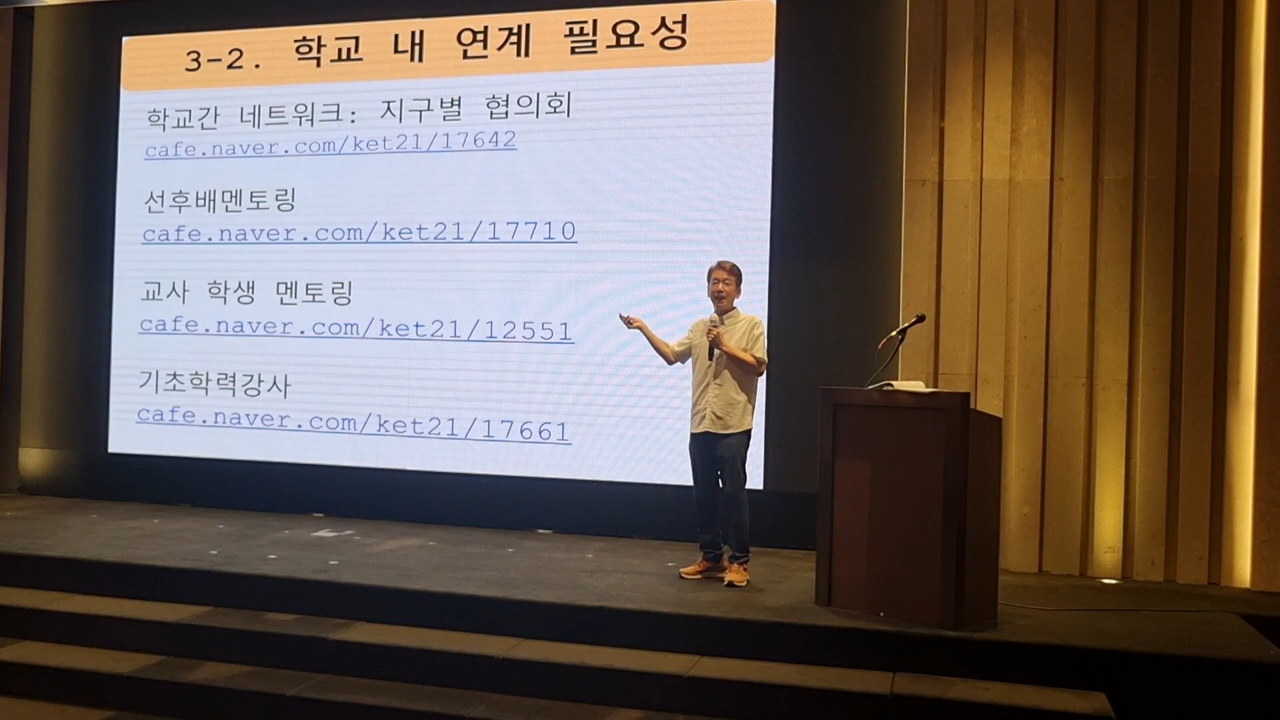 3-2. 학교 내 연계 필요성
학교간 네트워크: 지구별 협의회
cafe.naver.com/ket21/17642
선후배멘토링
cafe.naver.com/ket21/17710
교사 학생 멘토링
cafe.naver.com/ket21/12551
기초학력강사
cafe.naver.com/ket21/17661